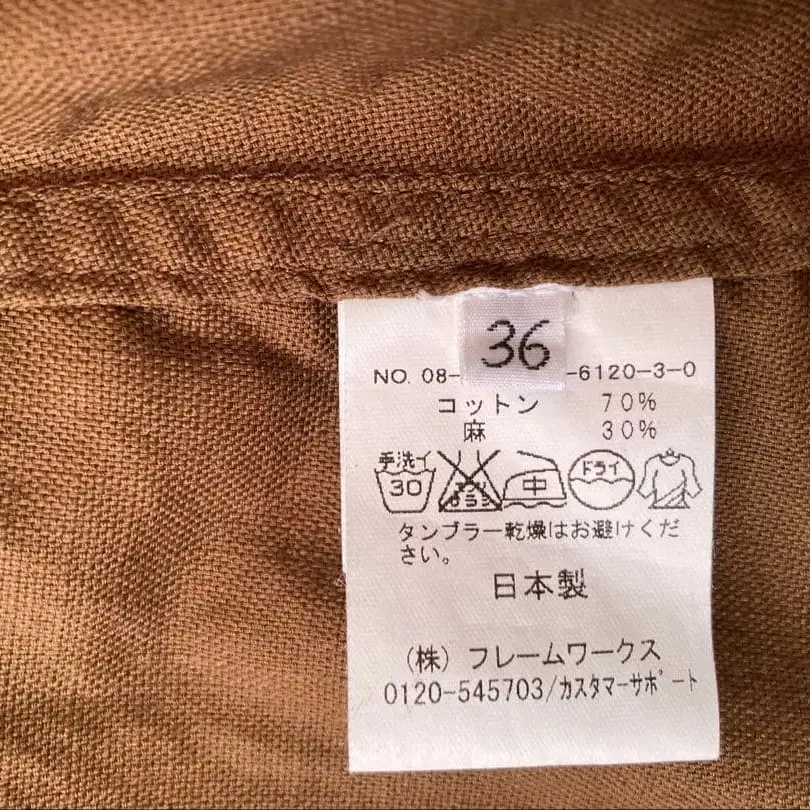 36
NO. 08- -6120-3-0
コットン 70%
麻 30%
手洗イ
30
中
ドライ
タンブラー乾燥はお避けくだ
さい。
日本製
(株) フレームワークス
0120-545703/カスタマーサポート